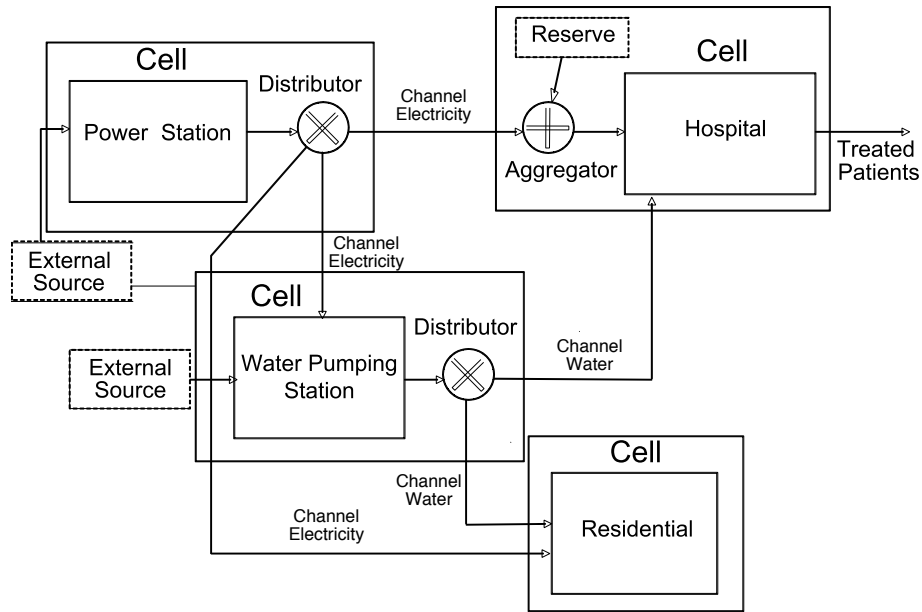 Cell
Power Station
Distributor
Channel
Electricity
Reserve
Cell
Hospital
Aggregator
Treated
Patients
External
Source
Channel
Electricity
Cell
Water Pumping
Station
Distributor
External
Source
Channel
Water
Channel
Water
Cell
Residential
Channel
Electricity